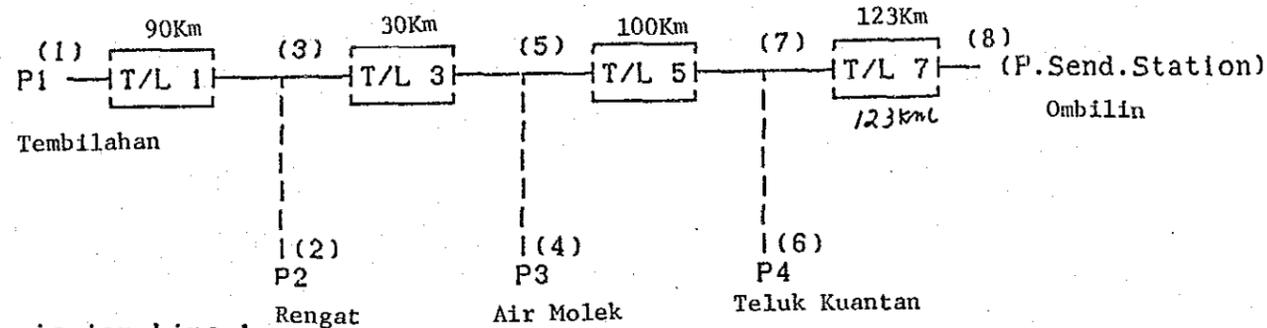 90Km 30Km 100Km 123Km
(1) (3) (5) (7) (8)
P1 T/L 1 T/L 3 T/L 5 T/L 7 (P.Send.Station)
123Km Ombilin
Tembilahan
(2) (4) (6)
P2 P3 P4
Rengat Air Molek Teluk Kuantan